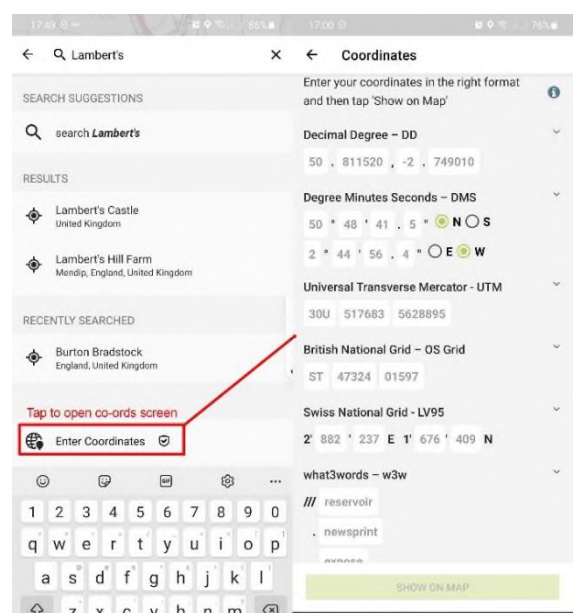 17:49
86%
Lambert's
SEARCH SUGGESTIONS
search Lambert's
RESULTS
Lambert's Castle
United Kingdom
Lambert's Hill Farm
Mendip, England, United Kingdom
RECENTLY SEARCHED
Burton Bradstock
England, United Kingdom
Tap to open co-ords screen
Enter Coordinates
GIF
1 2 3 4 5 6 7 8 9 0
q w e r t y u i o p
a s d f g h j k l
z x c v b n m
17:00
76%
Coordinates
Enter your coordinates in the right format
and then tap 'Show on Map'
Decimal Degree – DD
50 . 811520 , -2 . 749010
Degree Minutes Seconds – DMS
50 ° 48 ' 41 . 5 " N S
2 ° 44 ' 56 . 4 " E W
Universal Transverse Mercator - UTM
30U 517683 5628895
British National Grid – OS Grid
ST 47324 01597
Swiss National Grid - LV95
2' 882 ' 237 E 1' 676 ' 409 N
what3words – w3w
/// reservoir
. newsprint
expose
SHOW ON MAP